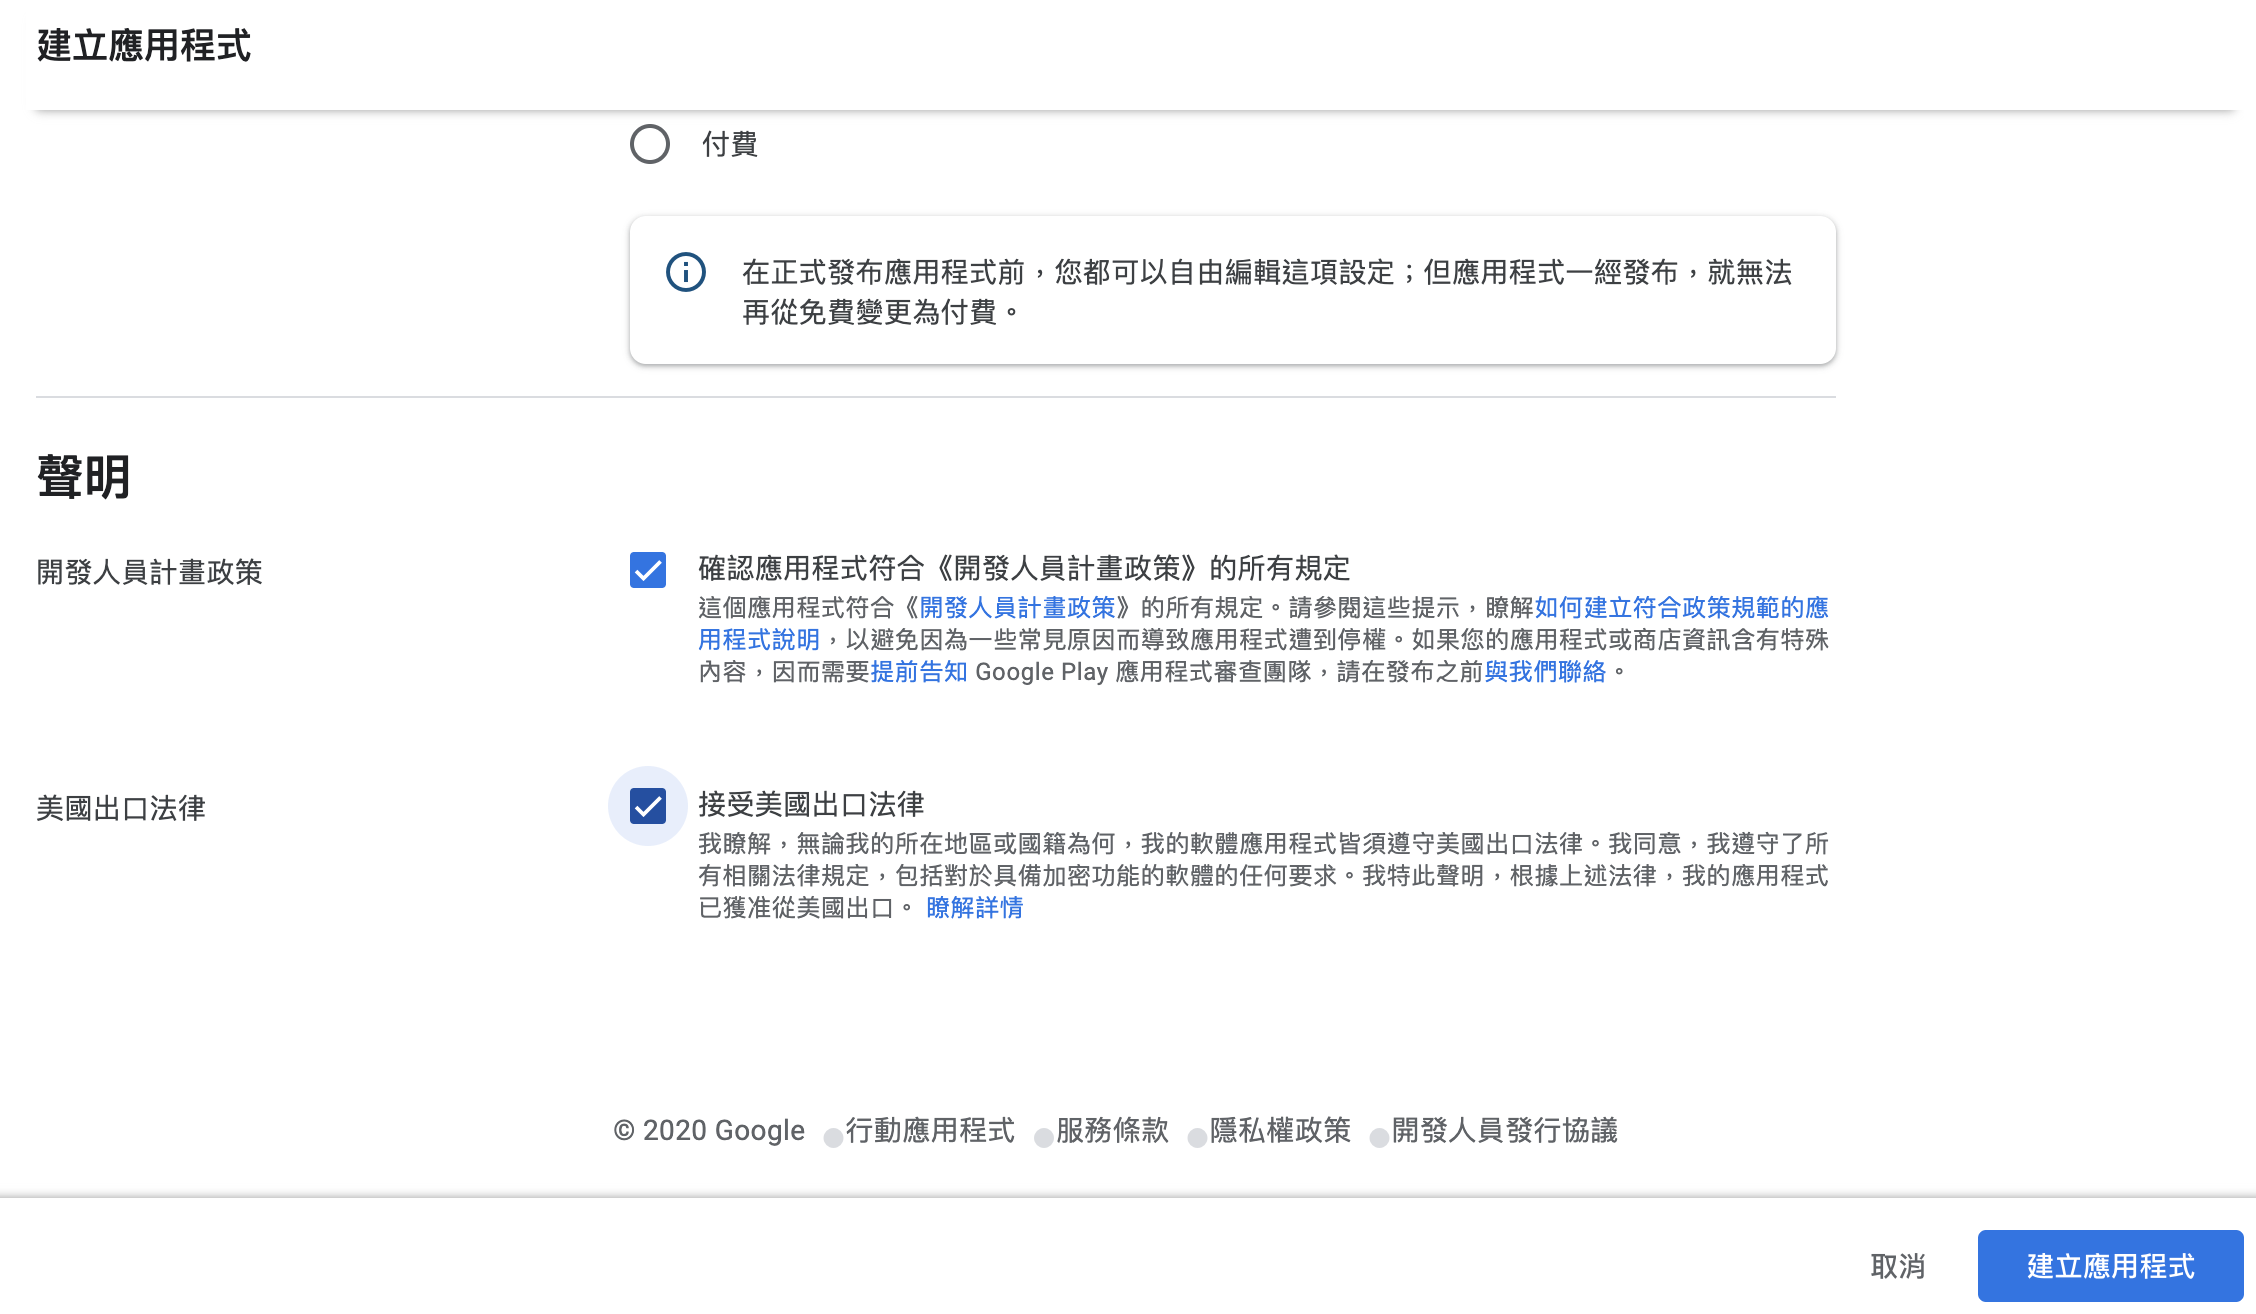 建立應用程式
付費
在正式發布應用程式前，您都可以自由編輯這項設定；但應用程式一經發布，就無法
再從免費變更為付費。
聲明
開發人員計畫政策
確認應用程式符合《開發人員計畫政策》的所有規定
這個應用程式符合《開發人員計畫政策》的所有規定。請參閱這些提示，瞭解如何建立符合政策規範的應
用程式說明，以避免因為一些常見原因而導致應用程式遭到停權。如果您的應用程式或商店資訊含有特殊
內容，因而需要提前告知 Google Play 應用程式審查團隊，請在發布之前與我們聯絡。
美國出口法律
接受美國出口法律
我瞭解，無論我的所在地區或國籍為何，我的軟體應用程式皆須遵守美國出口法律。我同意，我遵守了所
有相關法律規定，包括對於具備加密功能的軟體的任何要求。我特此聲明，根據上述法律，我的應用程式
已獲准從美國出口。 瞭解詳情
© 2020 Google 行動應用程式 服務條款 隱私權政策 開發人員發行協議
取消 建立應用程式